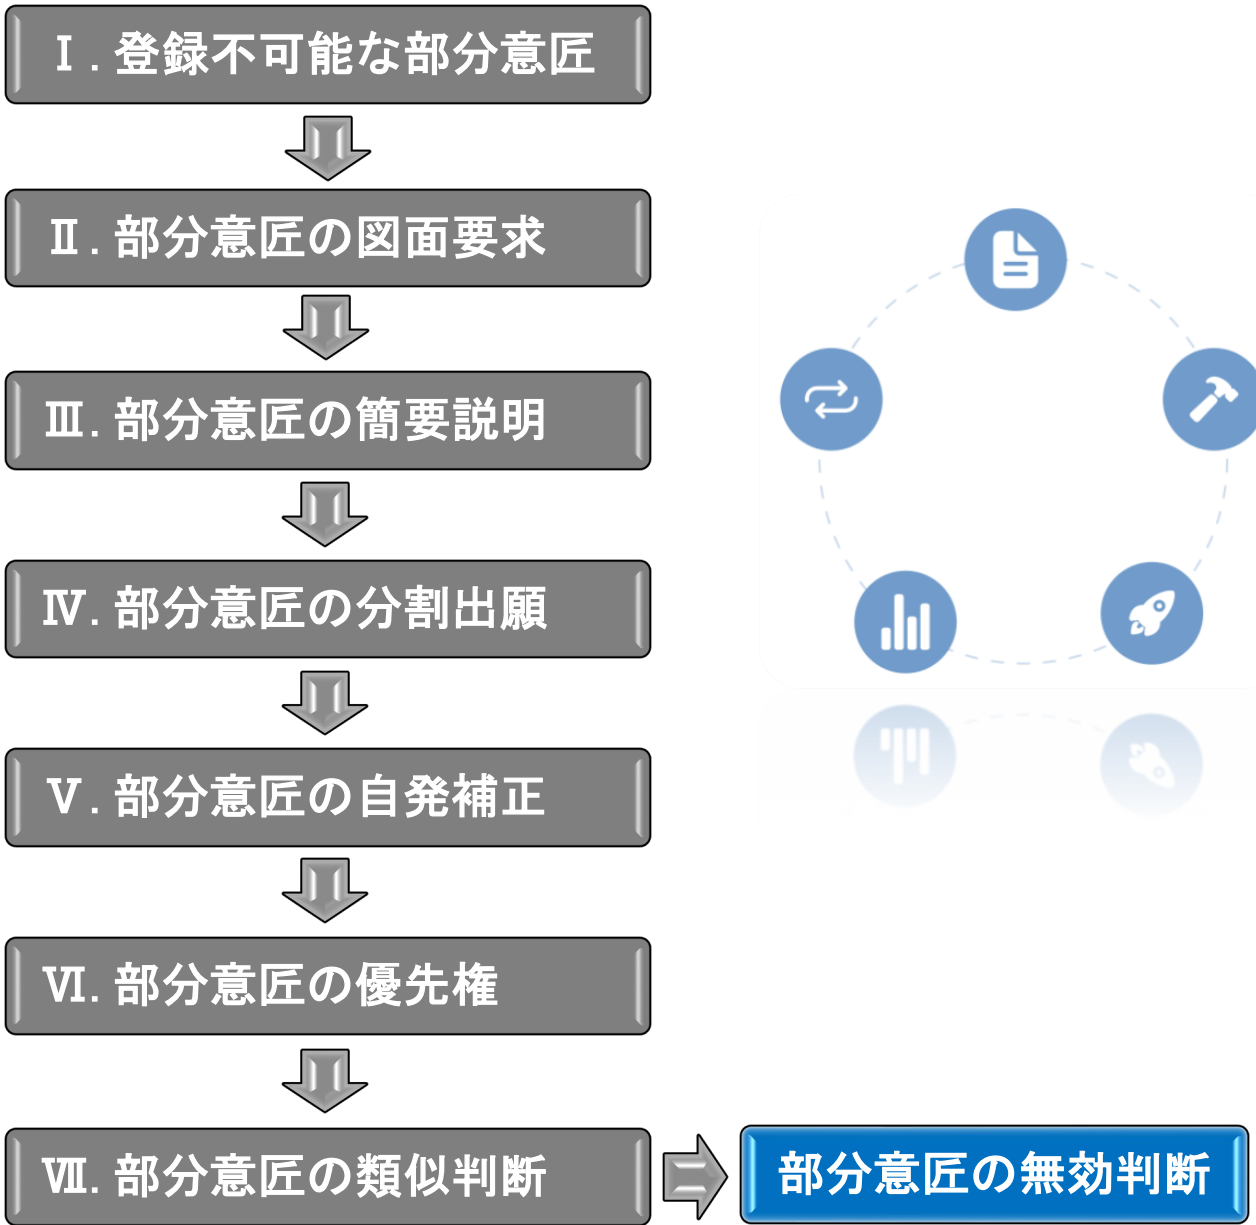 Ⅰ. 登録不可能な部分意匠
Ⅱ. 部分意匠の図面要求
Ⅲ. 部分意匠の簡要説明
Ⅳ. 部分意匠の分割出願
Ⅴ. 部分意匠の自発補正
Ⅵ. 部分意匠の優先権
Ⅶ. 部分意匠の類似判断
部分意匠の無効判断